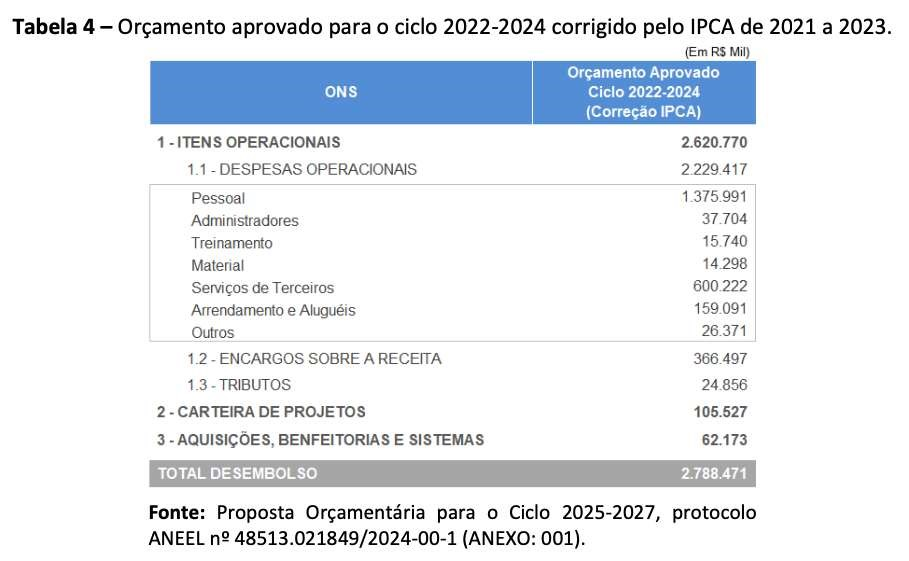 Tabela 4 – Orçamento aprovado para o ciclo 2022-2024 corrigido pelo IPCA de 2021 a 2023.
(Em R$ Mil)
ONS
Orçamento Aprovado
Ciclo 2022-2024
(Correção IPCA)
1 - ITENS OPERACIONAIS 2.620.770
1.1 - DESPESAS OPERACIONAIS 2.229.417
Pessoal 1.375.991
Administradores 37.704
Treinamento 15.740
Material 14.298
Serviços de Terceiros 600.222
Arrendamento e Aluguéis 159.091
Outros 26.371
1.2 - ENCARGOS SOBRE A RECEITA 366.497
1.3 - TRIBUTOS 24.856
2 - CARTEIRA DE PROJETOS 105.527
3 - AQUISIÇÕES, BENFEITORIAS E SISTEMAS 62.173
TOTAL DESEMBOLSO 2.788.471
Fonte: Proposta Orçamentária para o Ciclo 2025-2027, protocolo
ANEEL nº 48513.021849/2024-00-1 (ANEXO: 001).